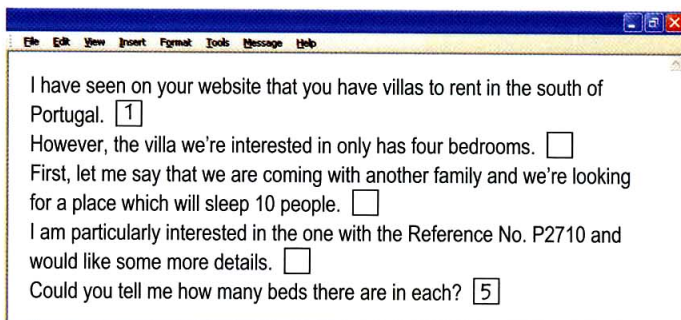 File Edit View Insert Format Tools Message Help
I have seen on your website that you have villas to rent in the south of
Portugal. 1
However, the villa we're interested in only has four bedrooms.
First, let me say that we are coming with another family and we're looking
for a place which will sleep 10 people.
I am particularly interested in the one with the Reference No. P2710 and
would like some more details.
Could you tell me how many beds there are in each? 5